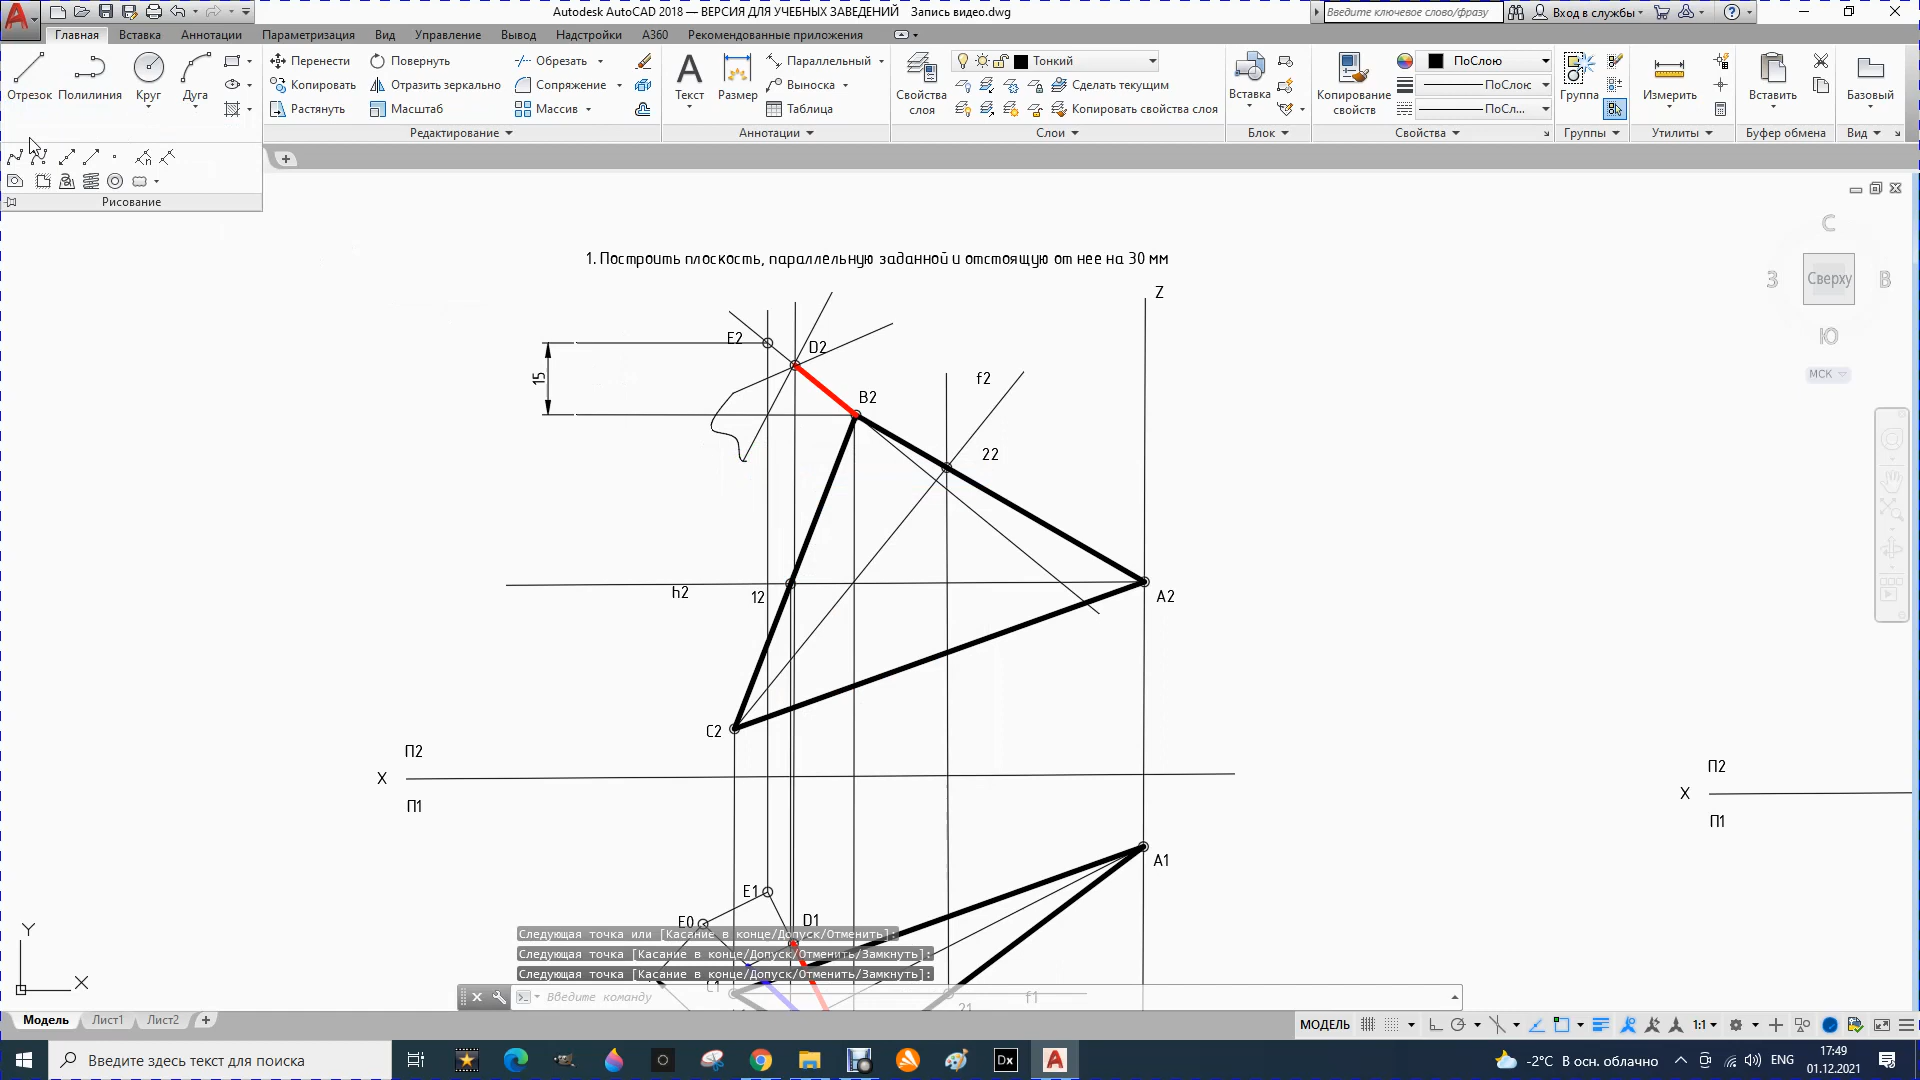 Autodesk AutoCAD 2018 — ВЕРСИЯ ДЛЯ УЧЕБНЫХ ЗАВЕДЕНИЙ Запись видео.dwg
Введите ключевое слово/фразу
Вход в службы
Главная
Вставка
Аннотации
Параметризация
Вид
Управление
Вывод
Надстройки
A360
Рекомендованные приложения
Отрезок
Полилиния
Круг
Дуга
Рисование
Перенести
Повернуть
Обрезать
Копировать
Отразить зеркально
Сопряжение
Растянуть
Масштаб
Массив
Редактирование
Текст
Размер
Параллельный
Выноска
Таблица
Аннотации
Свойства слоя
Тонкий
Сделать текущим
Копировать свойства слоя
Слои
Вставка
Блок
Копирование свойств
ПоСлою
ПоСлою
ПоСл...
Свойства
Группа
Группы
Измерить
Утилиты
Вставить
Буфер обмена
Базовый
Вид
С
З
Сверху
В
Ю
МСК
1. Построить плоскость, параллельную заданной и отстоящую от нее на 30 мм
Z
E2
D2
15
B2
f2
22
h2
12
A2
C2
П2
X
П1
П2
X
П1
A1
E1
E0
D1
C1
f1
21
Y
X
Следующая точка или [Касание в конце/Допуск/Отменить]:
Следующая точка [Касание в конце/Допуск/Отменить/Замкнуть]:
Следующая точка [Касание в конце/Допуск/Отменить/Замкнуть]:
Введите команду
Модель
Лист1
Лист2
+
МОДЕЛЬ
1:1
Введите здесь текст для поиска
Dx
-2°C В осн. облачно
ENG
17:49
01.12.2021